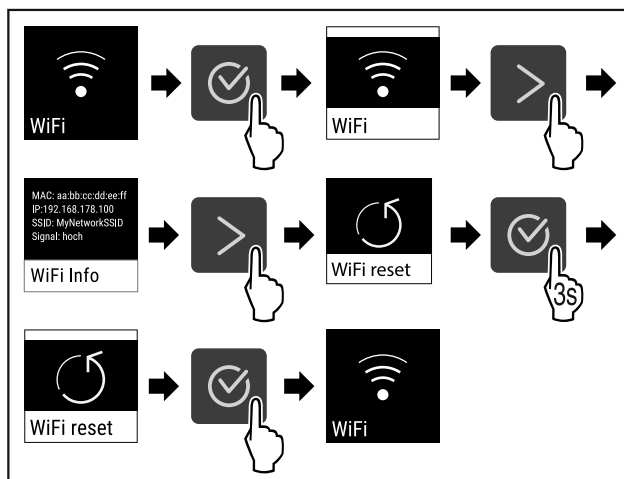 WiFi
WiFi
MAC: aa:bb:cc:dd:ee:ff
IP:192.168.178.100
SSID: MyNetworkSSID
Signal: hoch
WiFi Info
WiFi reset
3s
WiFi reset
WiFi